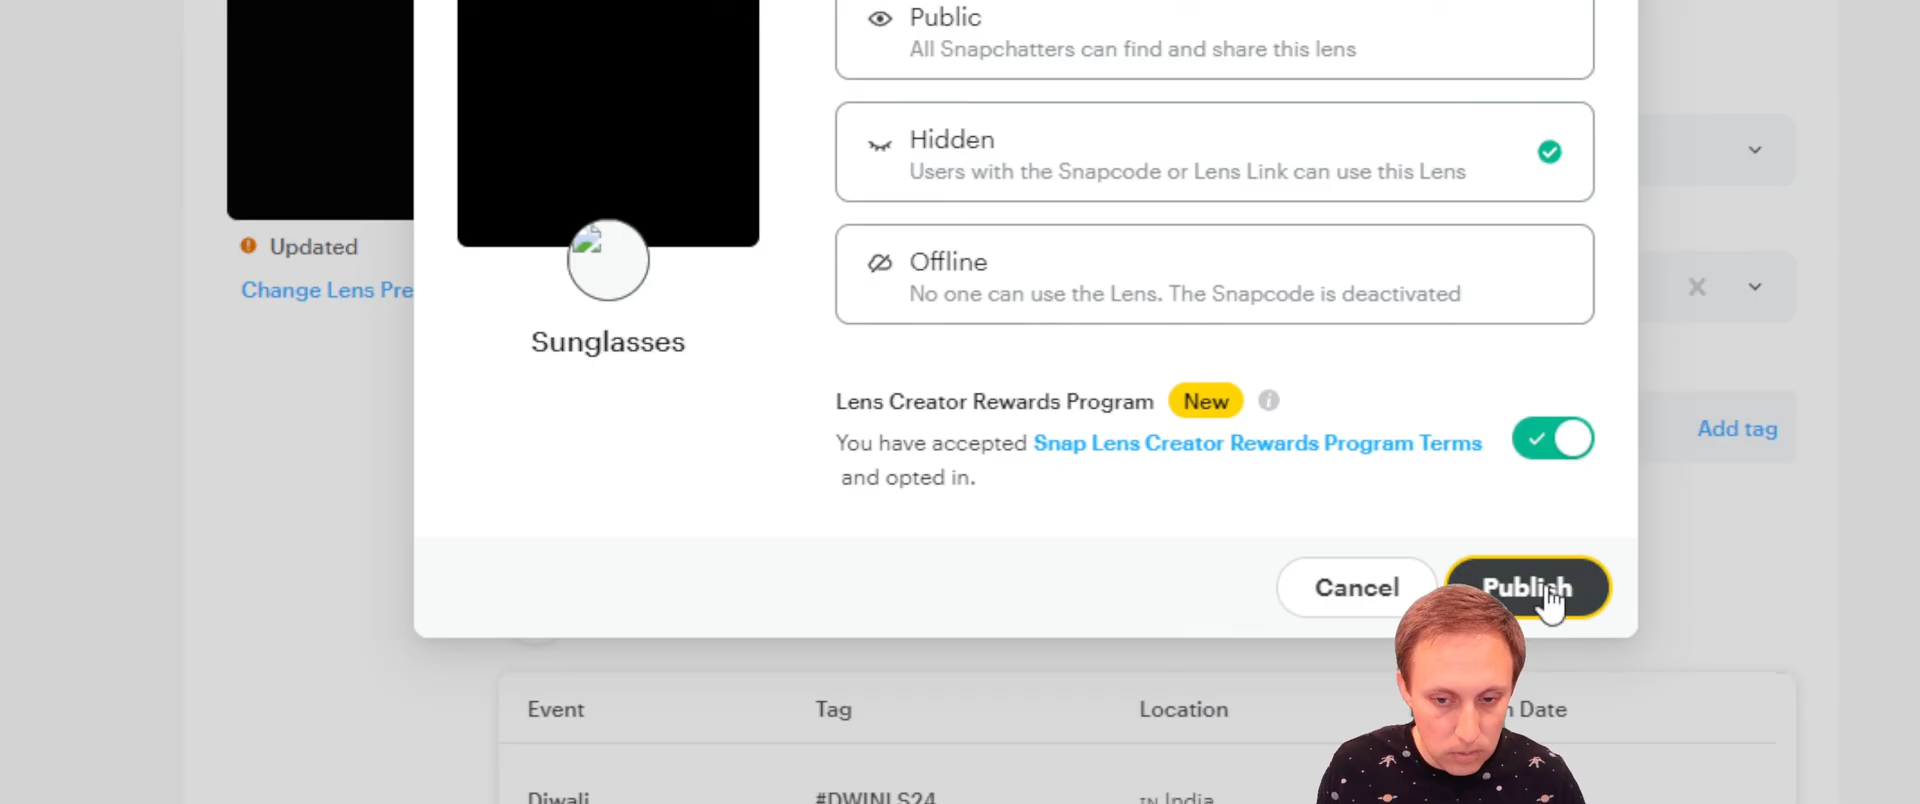 Public
All Snapchatters can find and share this lens
Hidden
Users with the Snapcode or Lens Link can use this Lens
Updated
Offline
No one can use the Lens. The Snapcode is deactivated
Change Lens Pre
Sunglasses
Lens Creator Rewards Program New
You have accepted Snap Lens Creator Rewards Program Terms
and opted in.
Add tag
Cancel
Publish
Event Tag Location Date
Diwali #DWINLS24 IN India